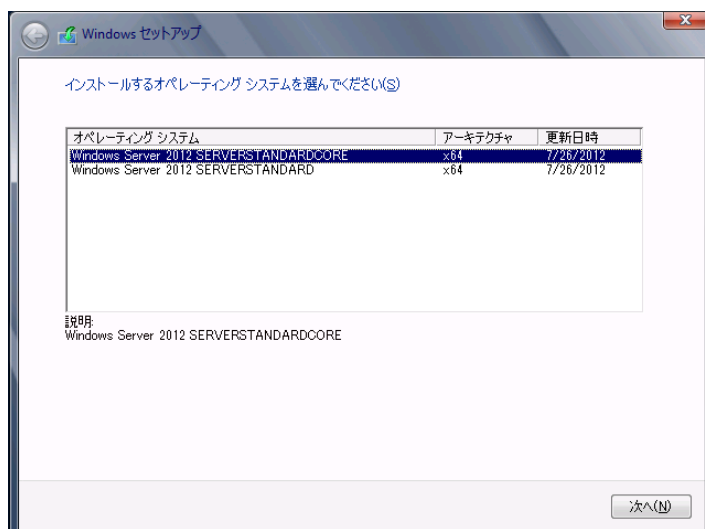 Windows セットアップ
インストールするオペレーティング システムを選んでください(S)
オペレーティング システム アーキテクチャ 更新日時
Windows Server 2012 SERVERSTANDARDCORE x64 7/26/2012
Windows Server 2012 SERVERSTANDARD x64 7/26/2012
説明:
Windows Server 2012 SERVERSTANDARDCORE
次へ(N)